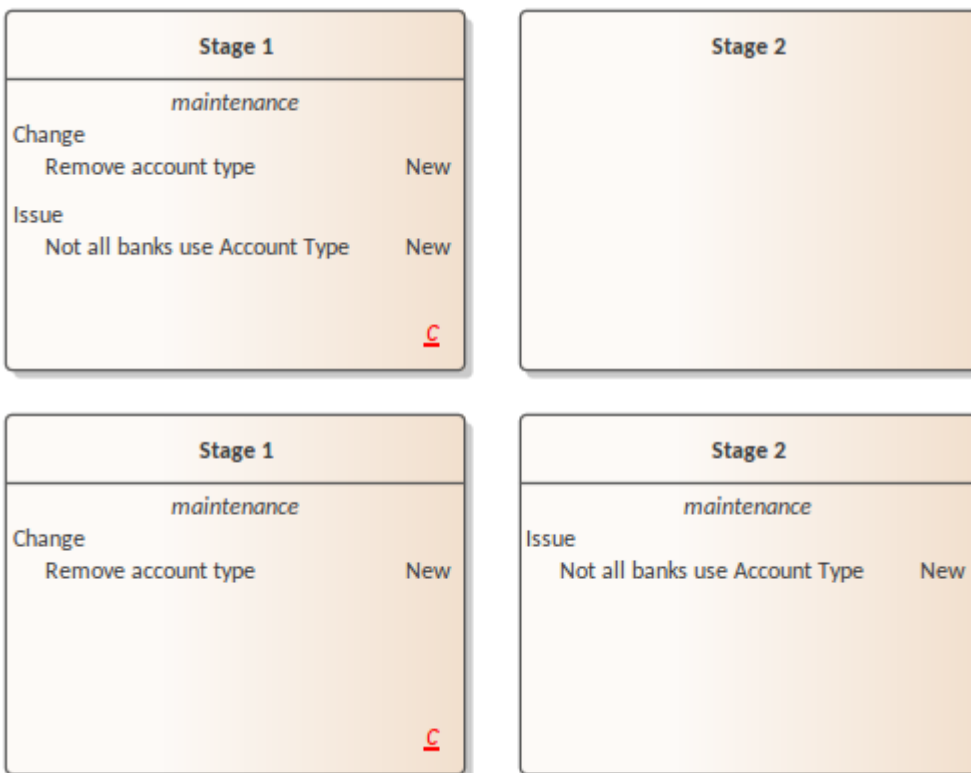 Stage 1
maintenance
Change
Remove account type New
Issue
Not all banks use Account Type New
C
Stage 2
Stage 1
maintenance
Change
Remove account type New
C
Stage 2
maintenance
Issue
Not all banks use Account Type New